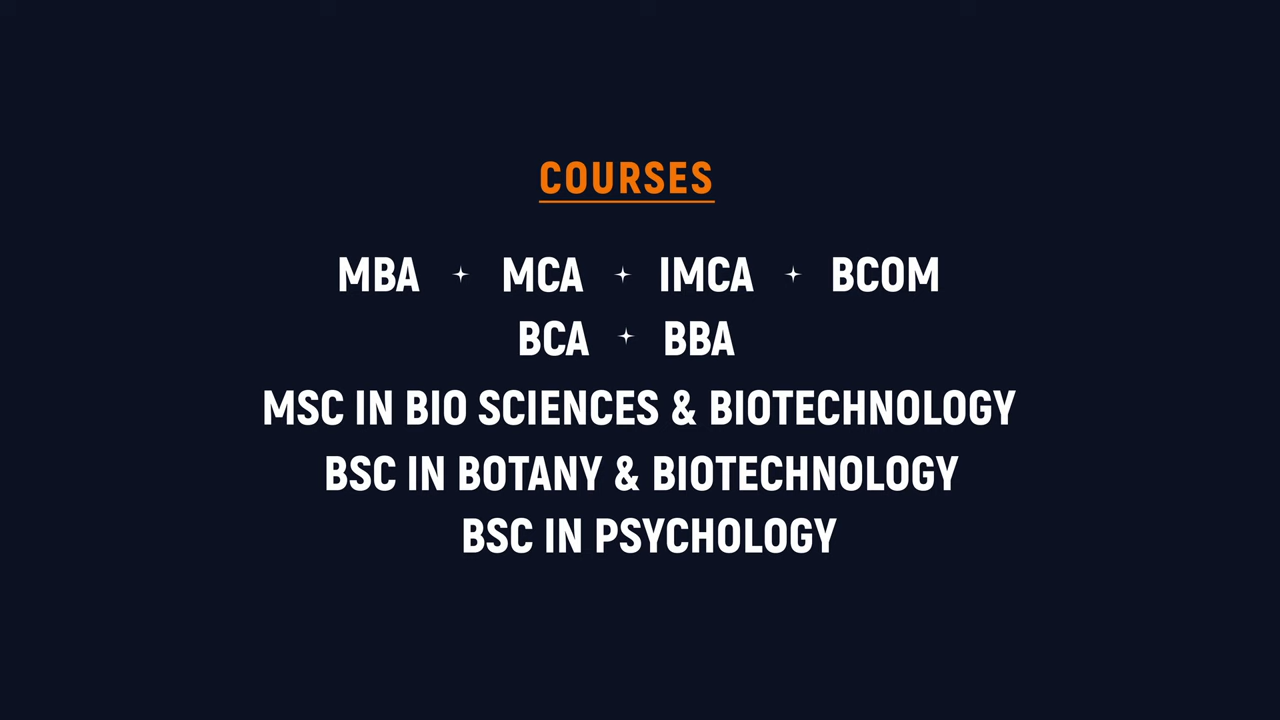 COURSES
MBA ✦ MCA ✦ IMCA ✦ BCOM
BCA ✦ BBA
MSC IN BIO SCIENCES & BIOTECHNOLOGY
BSC IN BOTANY & BIOTECHNOLOGY
BSC IN PSYCHOLOGY